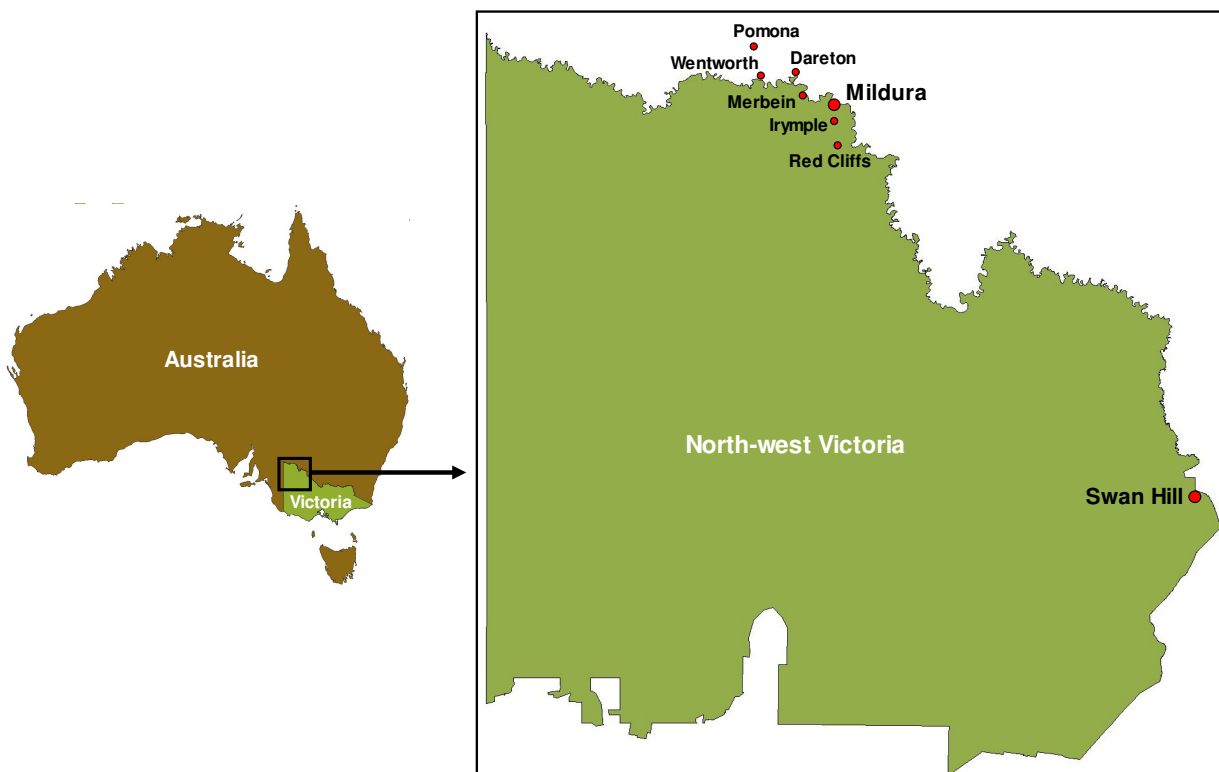 Australia
Victoria
Pomona
Wentworth
Dareton
Merbein
Mildura
Irymple
Red Cliffs
North-west Victoria
Swan Hill